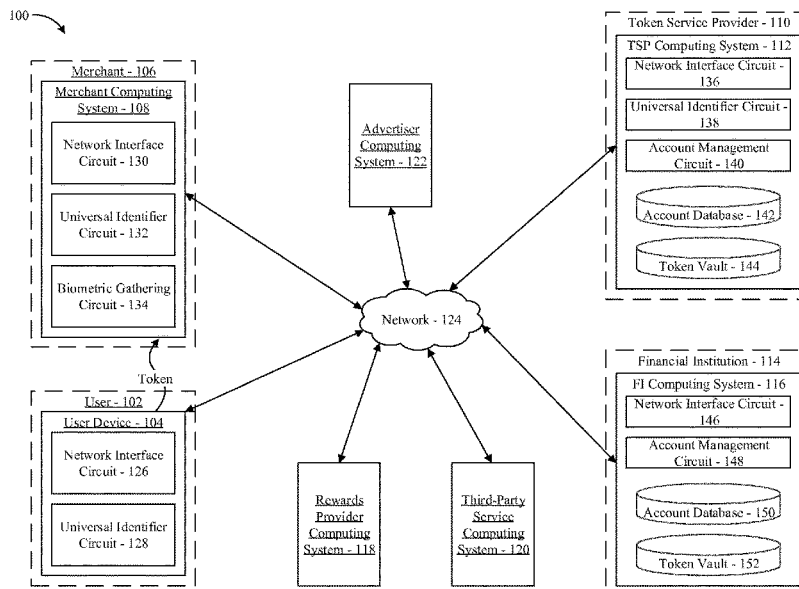 100
Merchant - 106
Merchant Computing
System - 108
Network Interface
Circuit - 130
Universal Identifier
Circuit - 132
Biometric Gathering
Circuit - 134
Token
User - 102
User Device - 104
Network Interface
Circuit - 126
Universal Identifier
Circuit - 128
Advertiser
Computing
System - 122
Network - 124
Rewards
Provider
Computing
System - 118
Third-Party
Service
Computing
System - 120
Token Service Provider - 110
TSP Computing System - 112
Network Interface Circuit -
136
Universal Identifier Circuit -
138
Account Management
Circuit - 140
Account Database - 142
Token Vault - 144
Financial Institution - 114
FI Computing System - 116
Network Interface Circuit -
146
Account Management
Circuit - 148
Account Database - 150
Token Vault - 152